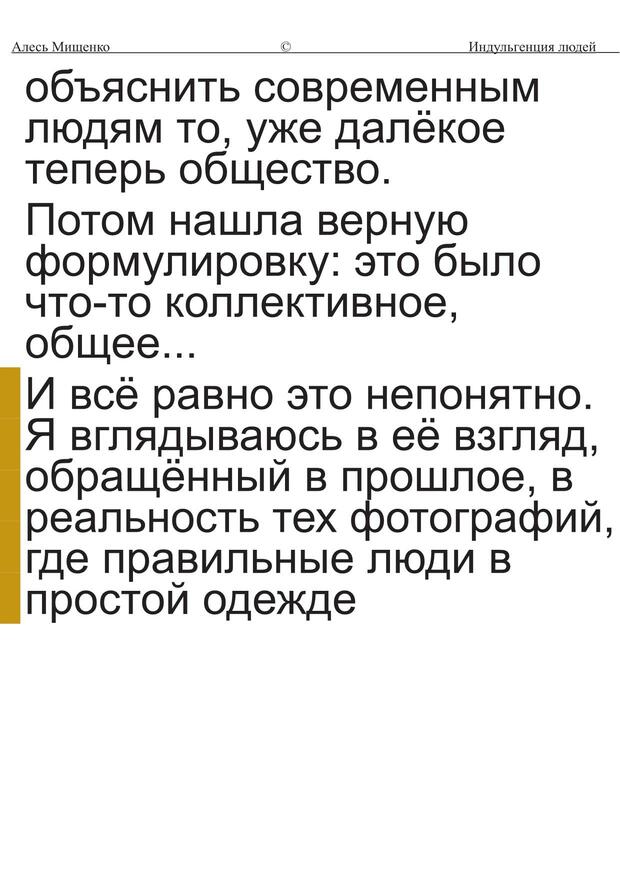 Алесь Мищенко © Индульгенция людей
объяснить современным
людям то, уже далёкое
теперь общество.
Потом нашла верную
формулировку: это было
что-то коллективное,
общее...
И всё равно это непонятно.
Я вглядываюсь в её взгляд,
обращённый в прошлое, в
реальность тех фотографий,
где правильные люди в
простой одежде